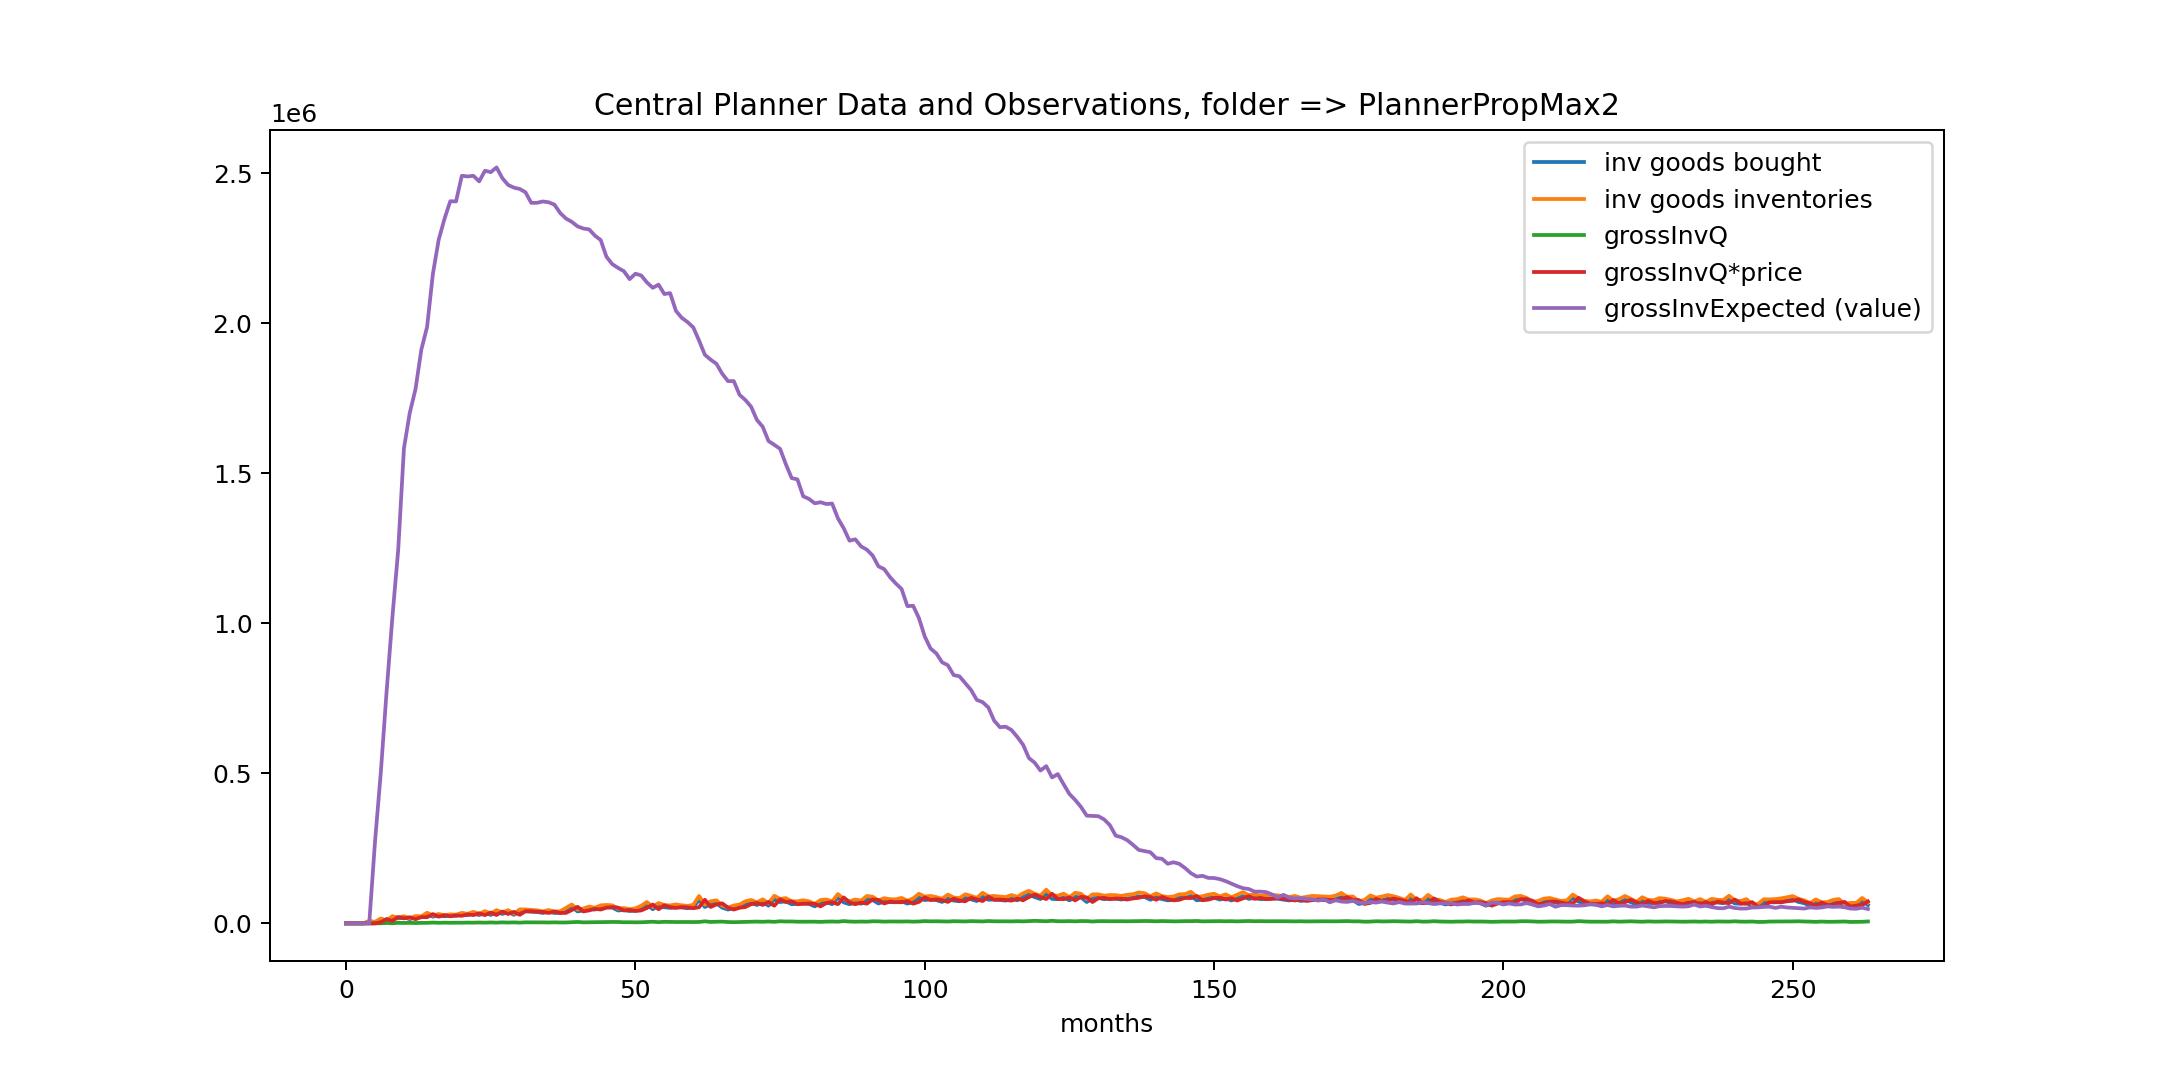 Central Planner Data and Observations, folder => PlannerPropMax2
1e6
2.5
2.0
1.5
1.0
0.5
0.0
inv goods bought
inv goods inventories
grossInvQ
grossInvQ*price
grossInvExpected (value)
0 50 100 150 200 250
months